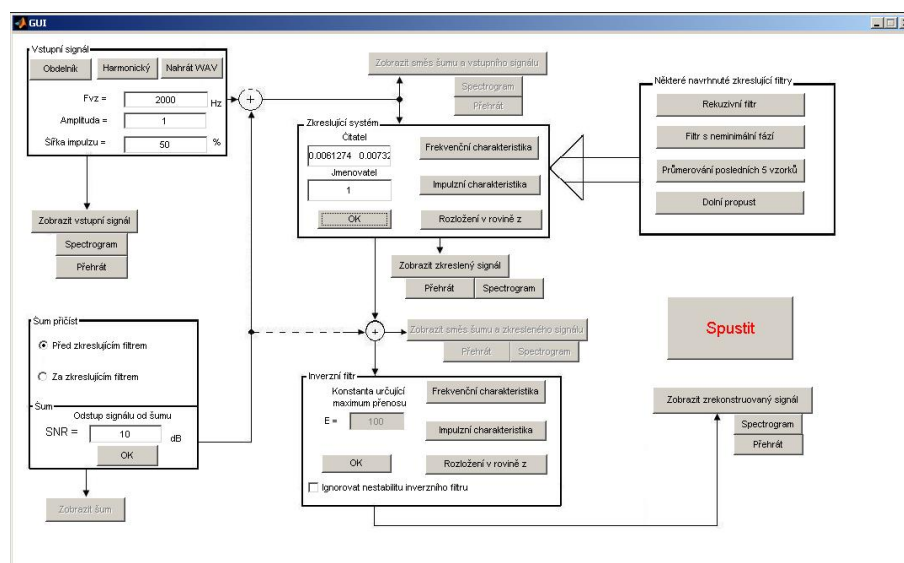 GUI
Vstupní signál
Obdelník Harmonický Nahrát WAV
Fvz = 2000 Hz
Amplituda = 1
Šířka impulzu = 50 %
Zobrazit vstupní signál
Spectrogram
Přehrát
Zobrazit směs šumu a vstupního signálu
Spectrogram
Přehrát
Zkreslující systém
Čitatel
0.0061274 0.00732
Jmenovatel
1
OK
Frekvenční charakteristika
Impulzní charakteristika
Rozložení v rovině z
Některé navrhnuté zkreslující filtry
Rekuzivní filtr
Filtr s neminimální fází
Průmerování posledních 5 vzorků
Dolní propust
Zobrazit zkreslený signál
Přehrát Spectrogram
Šum přičíst
Před zkreslujícím filtrem
Za zkreslujícím filtrem
Šum
Odstup signálu od šumu
SNR = 10 dB
OK
Zobrazit šum
Zobrazit směs šumu a zkresleného signálu
Přehrát Spectrogram
Inverzní filtr
Konstanta určující
maximum přenosu
E = 100
OK
Frekvenční charakteristika
Impulzní charakteristika
Rozložení v rovině z
Ignorovat nestabilitu inverzního filtru
Spustit
Zobrazit zrekonstruovaný signál
Spectrogram
Přehrát